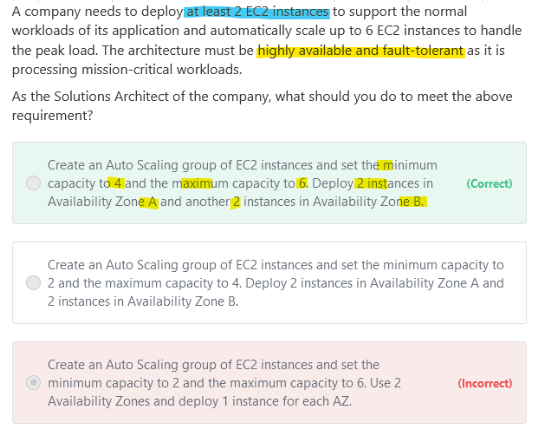 A company needs to deploy at least 2 EC2 instances to support the normal
workloads of its application and automatically scale up to 6 EC2 instances to handle
the peak load. The architecture must be highly available and fault-tolerant as it is
processing mission-critical workloads.
As the Solutions Architect of the company, what should you do to meet the above
requirement?
Create an Auto Scaling group of EC2 instances and set the minimum
capacity to 4 and the maximum capacity to 6. Deploy 2 instances in
Availability Zone A and another 2 instances in Availability Zone B.
(Correct)
Create an Auto Scaling group of EC2 instances and set the minimum capacity to
2 and the maximum capacity to 4. Deploy 2 instances in Availability Zone A and
2 instances in Availability Zone B.
Create an Auto Scaling group of EC2 instances and set the
minimum capacity to 2 and the maximum capacity to 6. Use 2
Availability Zones and deploy 1 instance for each AZ.
(Incorrect)